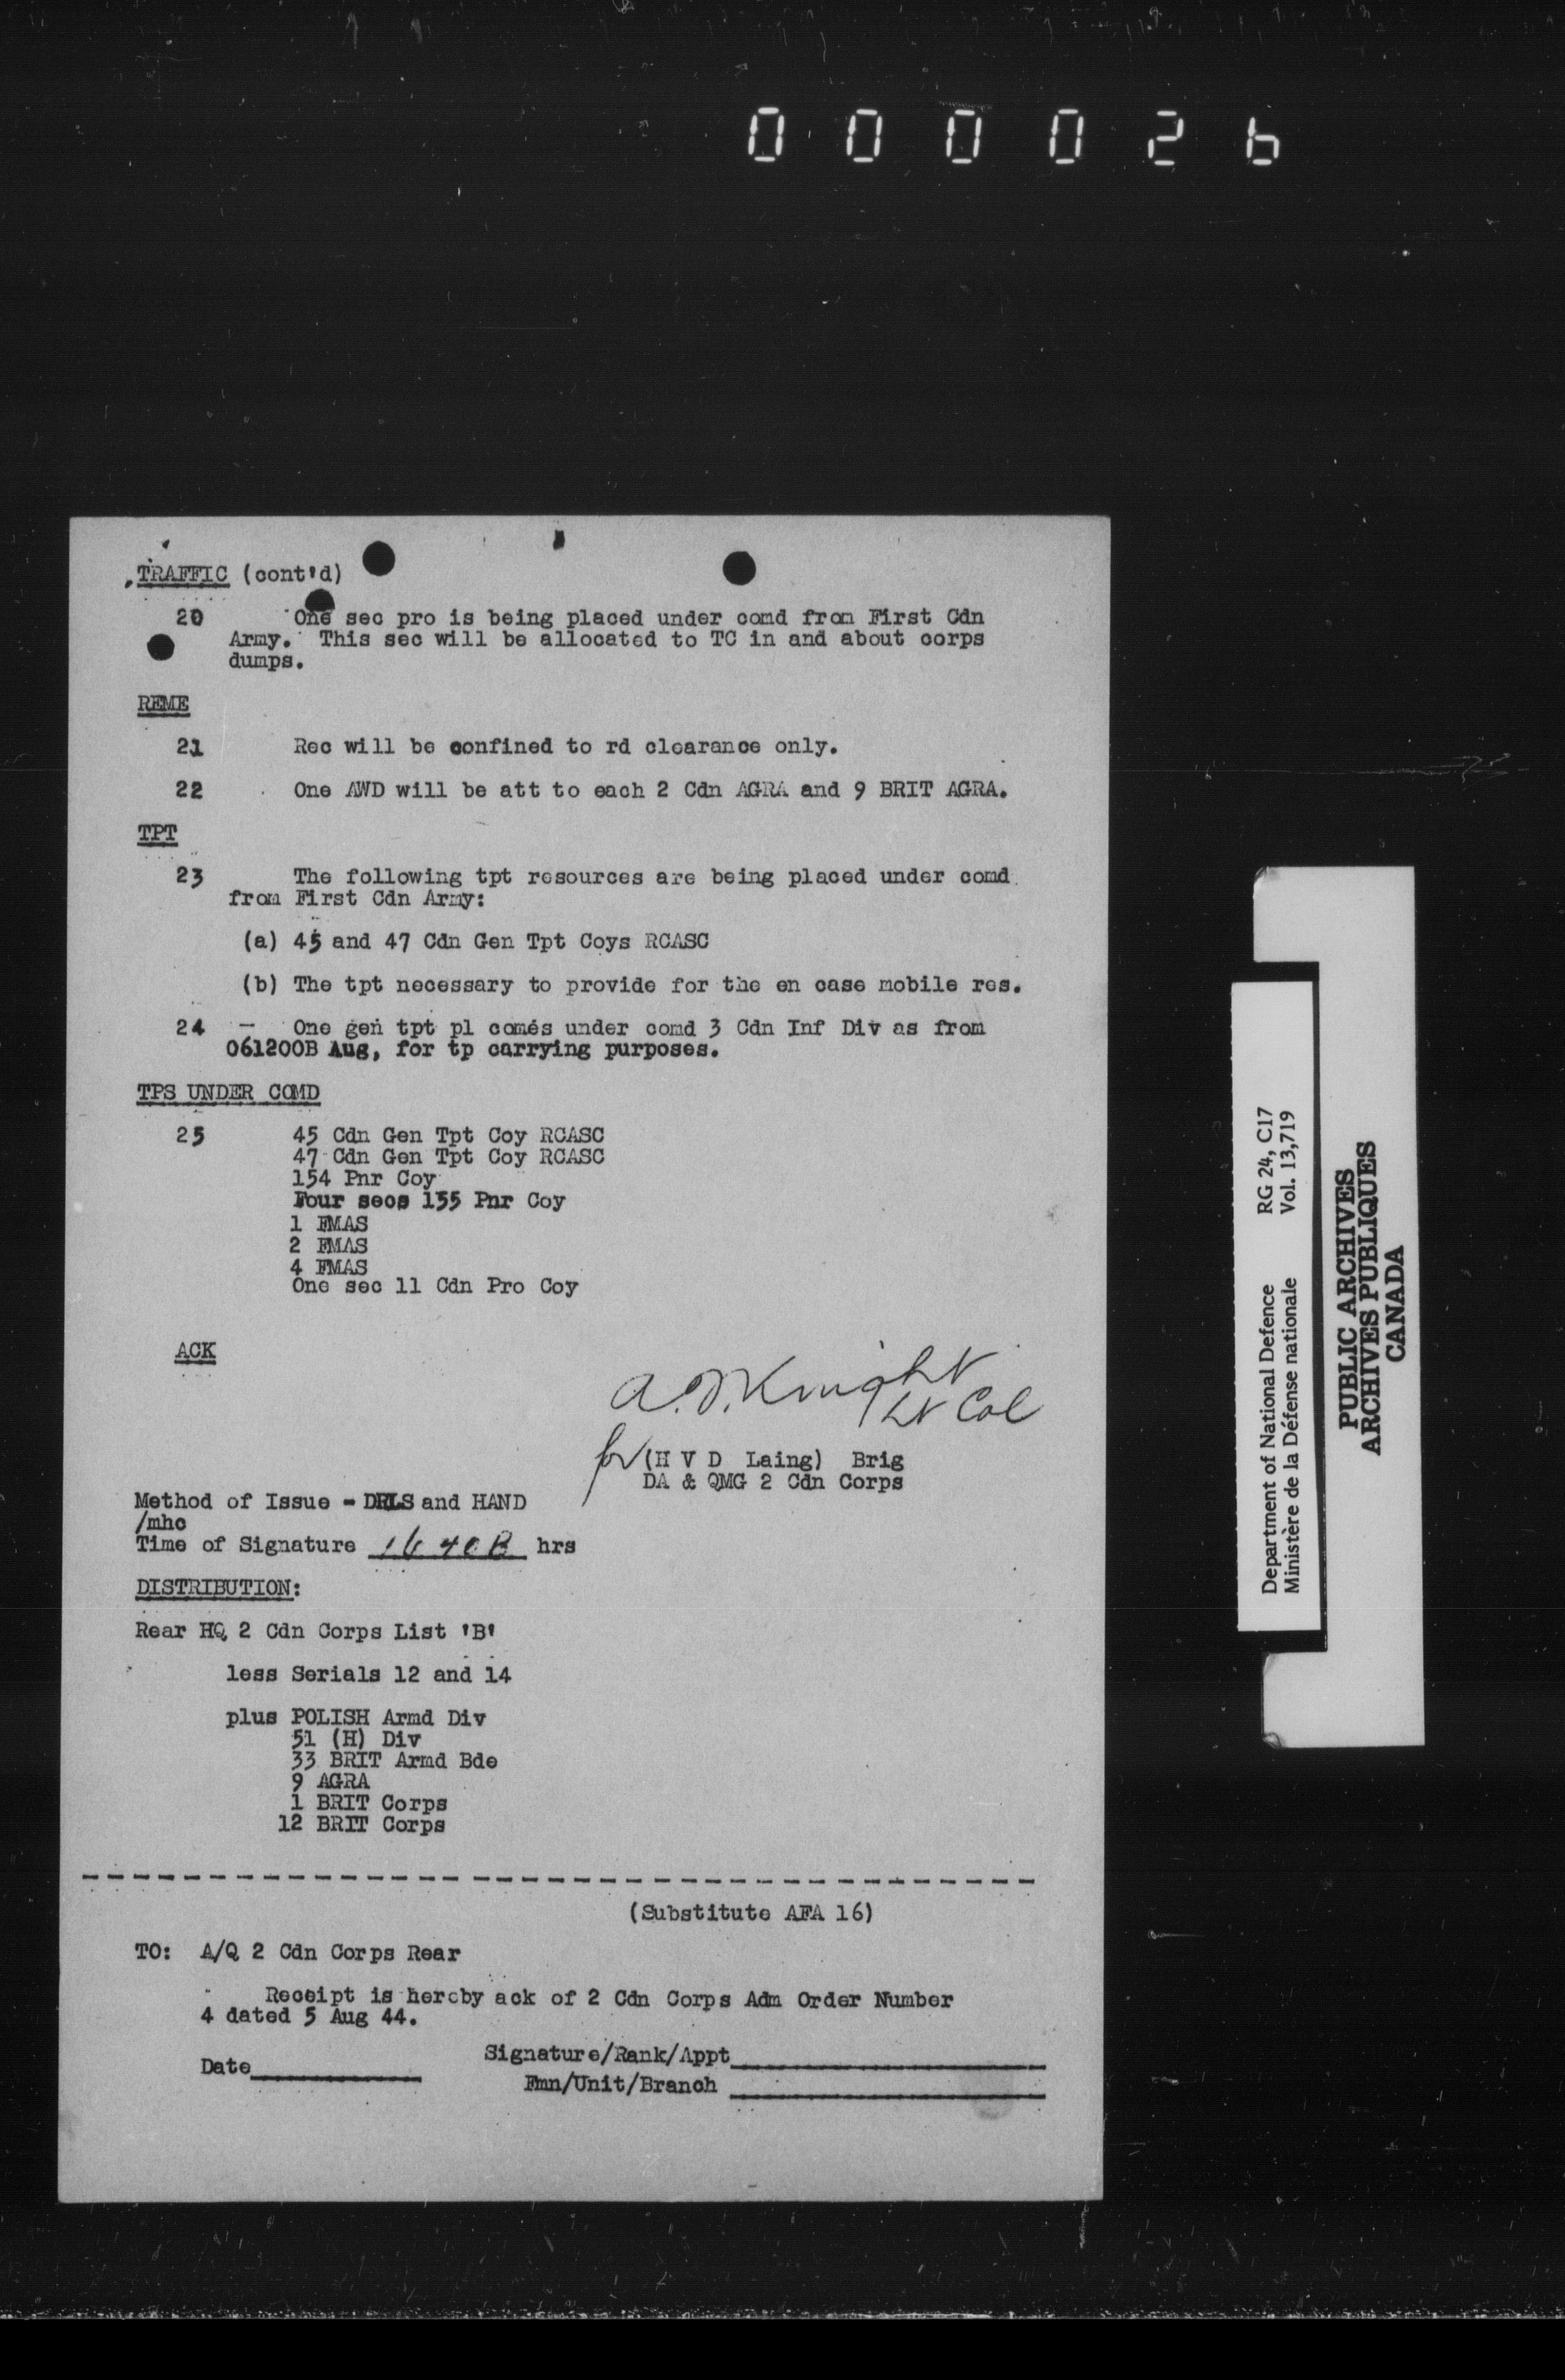 000026
TRAFFIC (cont'd)
20 One sec pro is being placed under comd from First Cdn
Army. This sec will be allocated to TC in and about corps
dumps.
REME
21 Rec will be confined to rd clearance only.
22 One AWD will be att to each 2 Cdn AGRA and 9 BRIT AGRA.
TPT
23 The following tpt resources are being placed under comd
from First Cdn Army:
(a) 45 and 47 Cdn Gen Tpt Coys RCASC
(b) The tpt necessary to provide for the en case mobile res.
24 - One gen tpt pl comes under comd 3 Cdn Inf Div as from
061200B Aug, for tp carrying purposes.
TPS UNDER COMD
25 45 Cdn Gen Tpt Coy RCASC
47 Cdn Gen Tpt Coy RCASC
154 Pnr Coy
Four secs 155 Pnr Coy
1 FMAS
2 FMAS
4 FMAS
One sec 11 Cdn Pro Coy
ACK
Knight
Lt Col
for (H V D Laing) Brig
DA & QMG 2 Cdn Corps
Method of Issue - DRLS and HAND
/mhc
Time of Signature 1640B hrs
DISTRIBUTION:
Rear HQ 2 Cdn Corps List 'B'
less Serials 12 and 14
plus POLISH Armd Div
51 (H) Div
33 BRIT Armd Bde
9 AGRA
1 BRIT Corps
12 BRIT Corps
(Substitute AFA 16)
TO: A/Q 2 Cdn Corps Rear
Receipt is hereby ack of 2 Cdn Corps Adm Order Number
4 dated 5 Aug 44.
Date
Signature/Rank/Appt
Fmn/Unit/Branch
Department of National Defence RG 24, C17
Ministère de la Défense nationale Vol. 13,719
PUBLIC ARCHIVES
ARCHIVES PUBLIQUES
CANADA